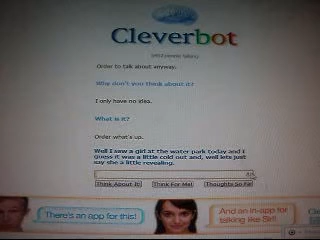 Cleverbot
people talking
Order to talk about anyway.
Why don't you think about it?
I only have no idea.
What is it?
Order what's up.
Well I saw a girl at the water park today and I
guess it was a little cold out and, well lets just
say she a little revealing.
Think About It!
Think For Me!
Thoughts So Far
There's an app for this!
And an in-app for
talking like Siri!